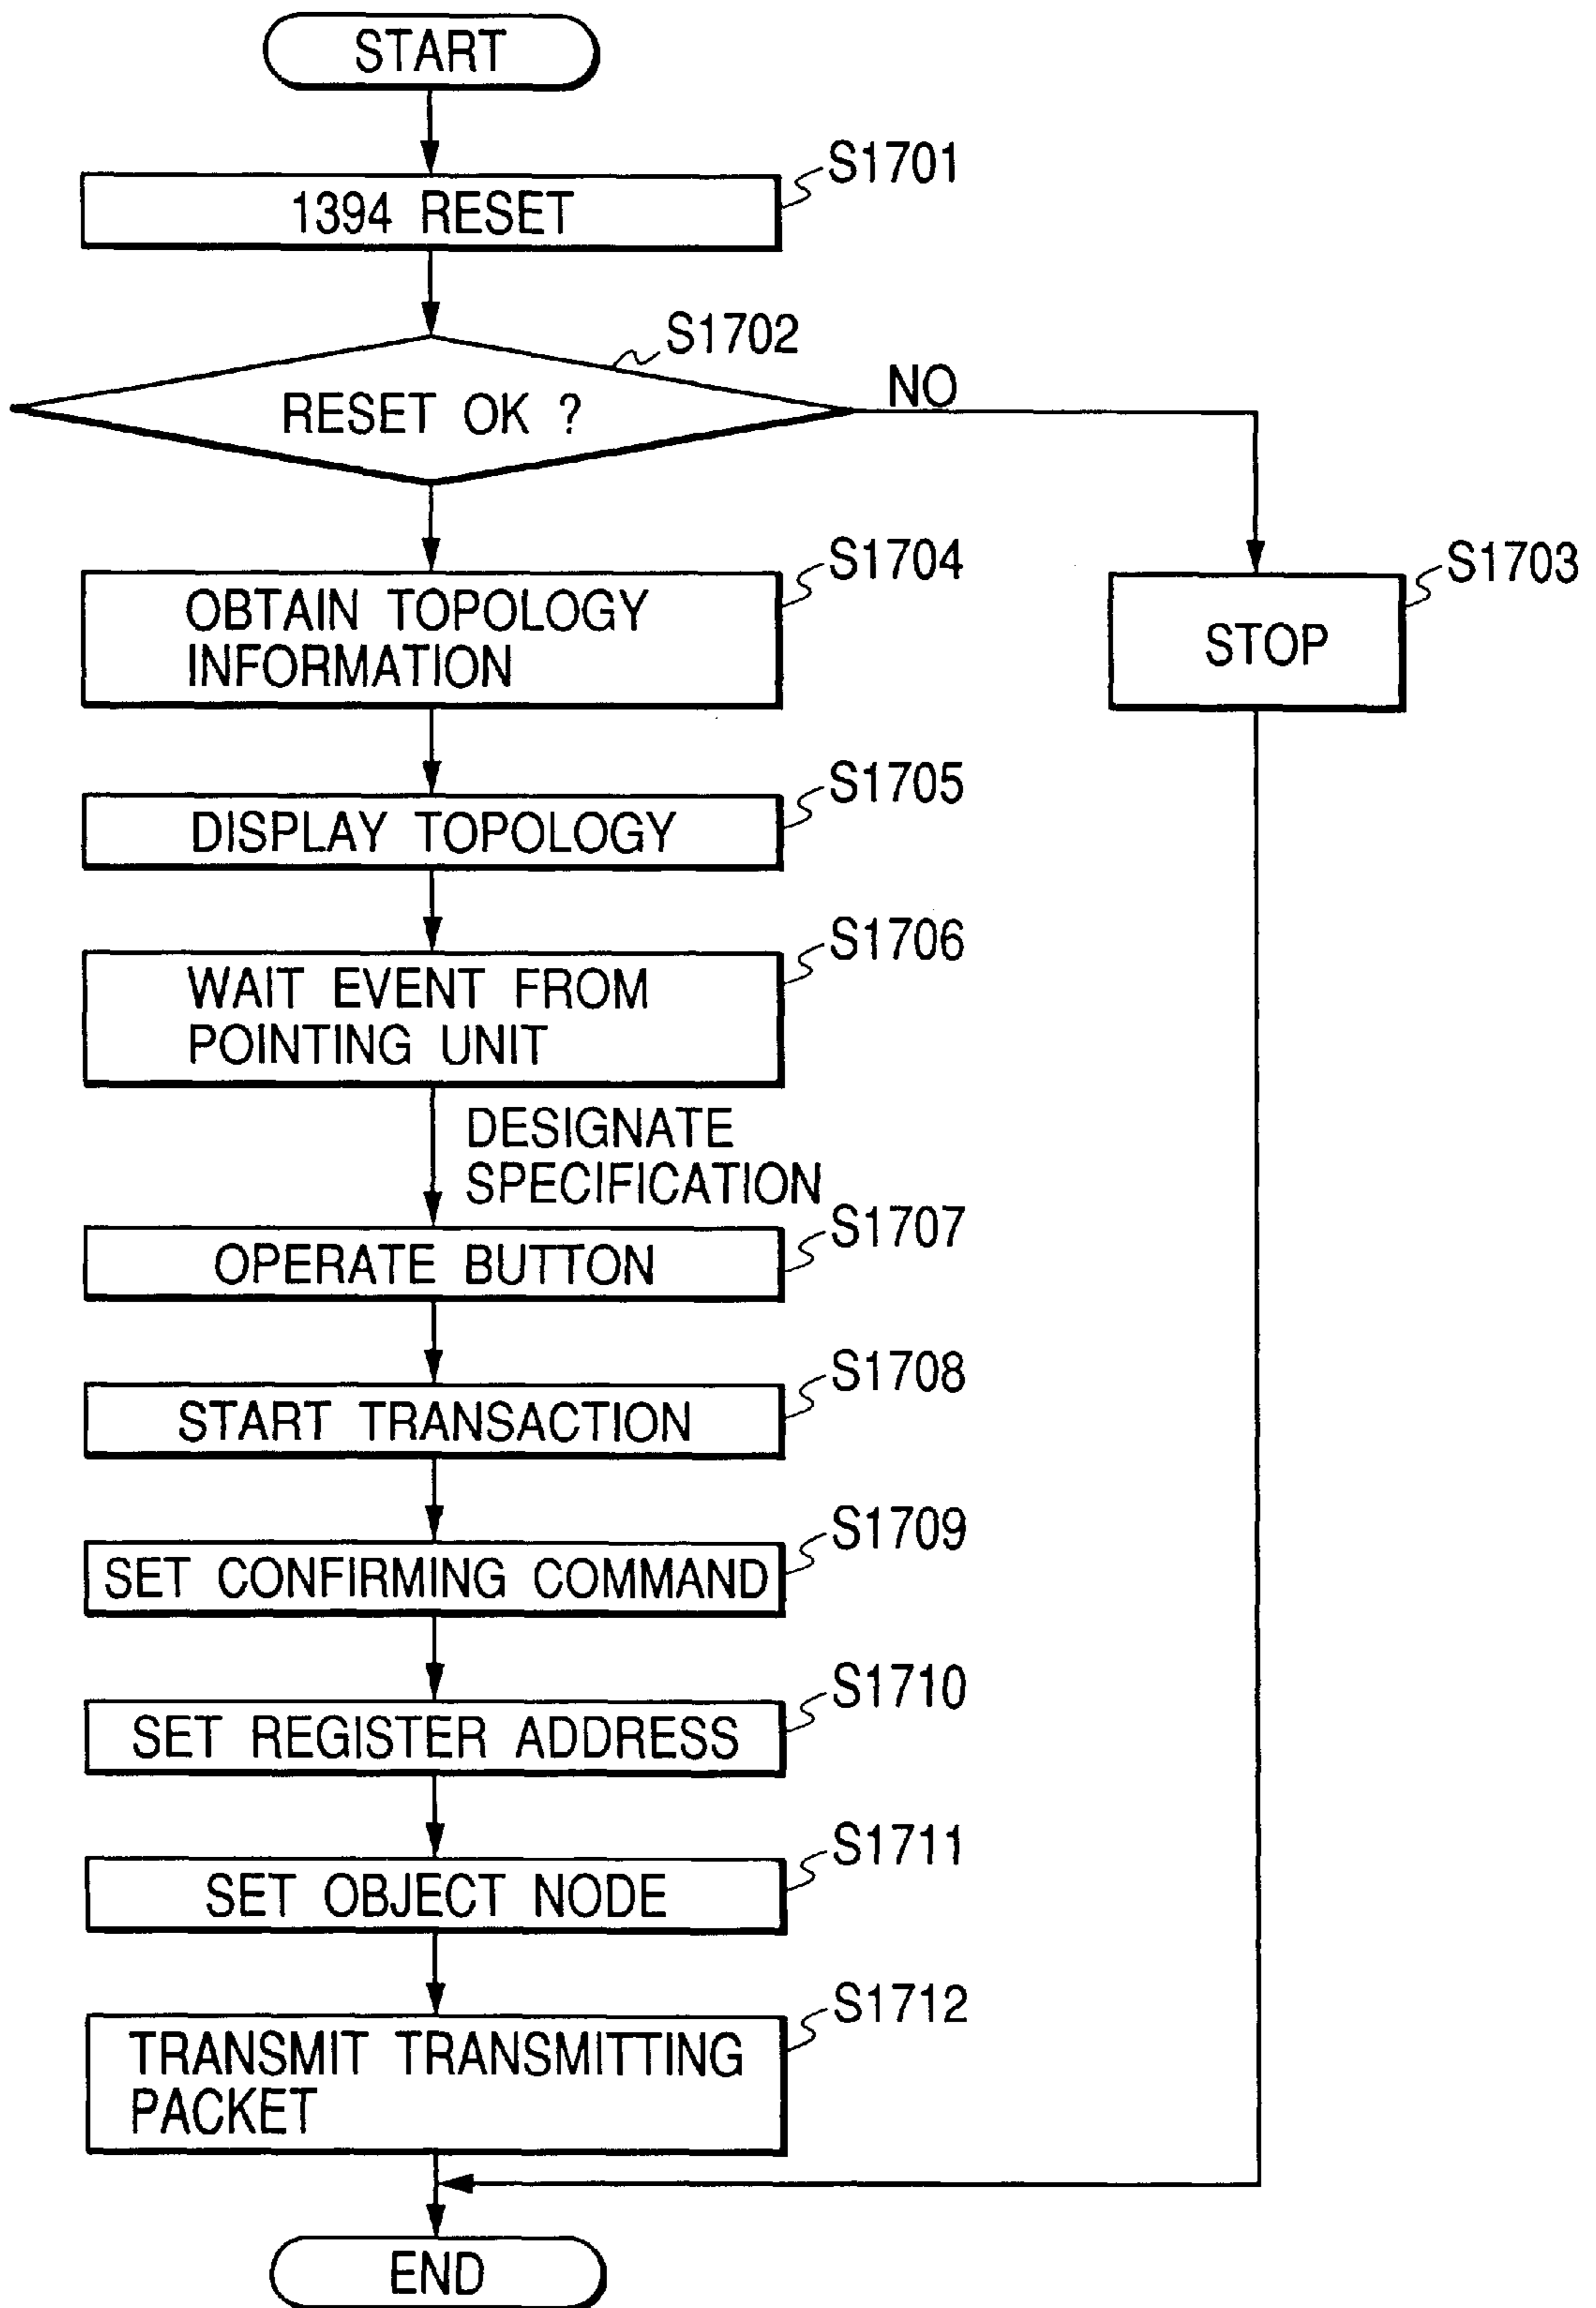 START
S1701
1394 RESET
S1702
RESET OK ?
NO
S1704
OBTAIN TOPOLOGY
INFORMATION
S1703
STOP
S1705
DISPLAY TOPOLOGY
S1706
WAIT EVENT FROM
POINTING UNIT
DESIGNATE
SPECIFICATION
S1707
OPERATE BUTTON
S1708
START TRANSACTION
S1709
SET CONFIRMING COMMAND
S1710
SET REGISTER ADDRESS
S1711
SET OBJECT NODE
S1712
TRANSMIT TRANSMITTING
PACKET
END